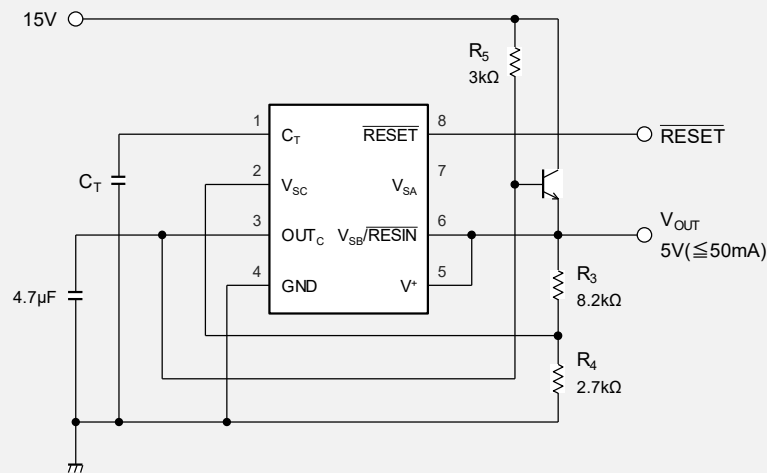 15V
R5
3kΩ
1
8
CT
RESET
RESET
CT
2
7
VSC
VSA
3
6
OUTC
VSB/RESIN
VOUT
5V(≦50mA)
4
5
GND
V+
4.7µF
R3
8.2kΩ
R4
2.7kΩ